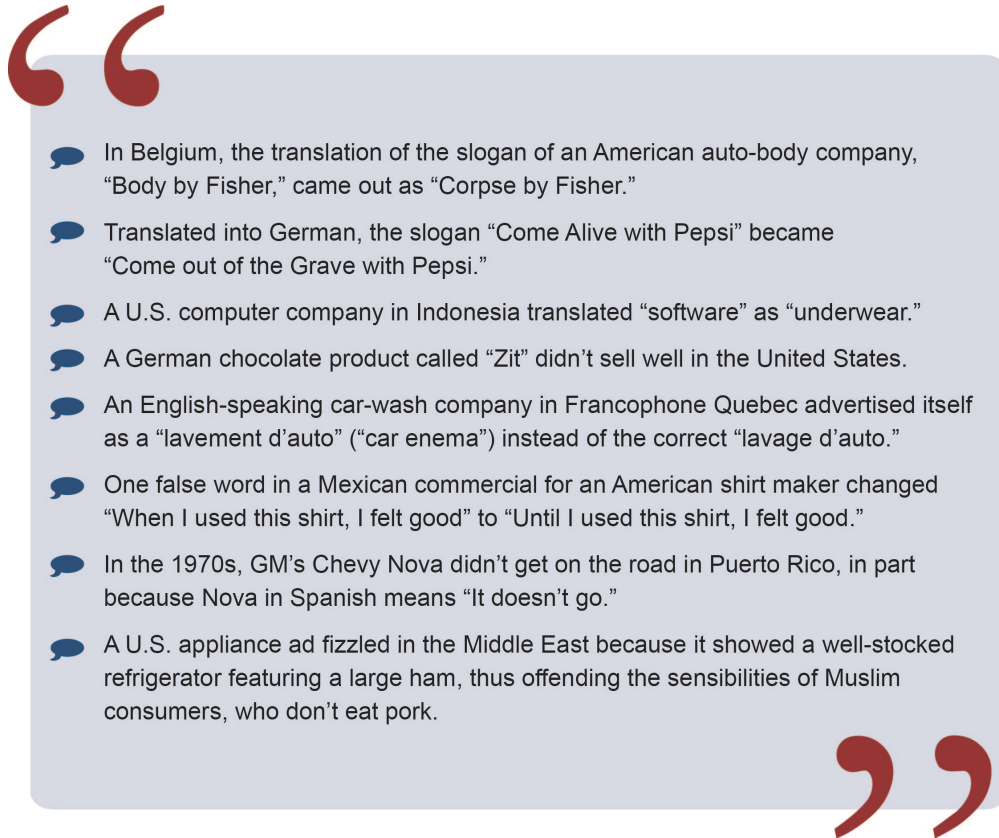 In Belgium, the translation of the slogan of an American auto-body company,
“Body by Fisher,” came out as “Corpse by Fisher.”
Translated into German, the slogan “Come Alive with Pepsi” became
“Come out of the Grave with Pepsi.”
A U.S. computer company in Indonesia translated “software” as “underwear.”
A German chocolate product called “Zit” didn’t sell well in the United States.
An English-speaking car-wash company in Francophone Quebec advertised itself
as a “lavement d’auto” (“car enema”) instead of the correct “lavage d’auto.”
One false word in a Mexican commercial for an American shirt maker changed
“When I used this shirt, I felt good” to “Until I used this shirt, I felt good.”
In the 1970s, GM’s Chevy Nova didn’t get on the road in Puerto Rico, in part
because Nova in Spanish means “It doesn’t go.”
A U.S. appliance ad fizzled in the Middle East because it showed a well-stocked
refrigerator featuring a large ham, thus offending the sensibilities of Muslim
consumers, who don’t eat pork.